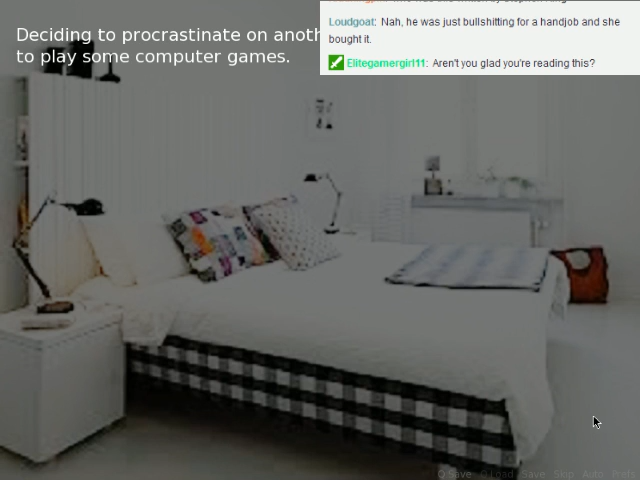 Deciding to procrastinate on anoth
to play some computer games.
Loudgoat: Nah, he was just bullshitting for a handjob and she
bought it.
Elitegamergirl11: Aren't you glad you're reading this?
Q.Save Q.Load Save Skip Auto Prefs